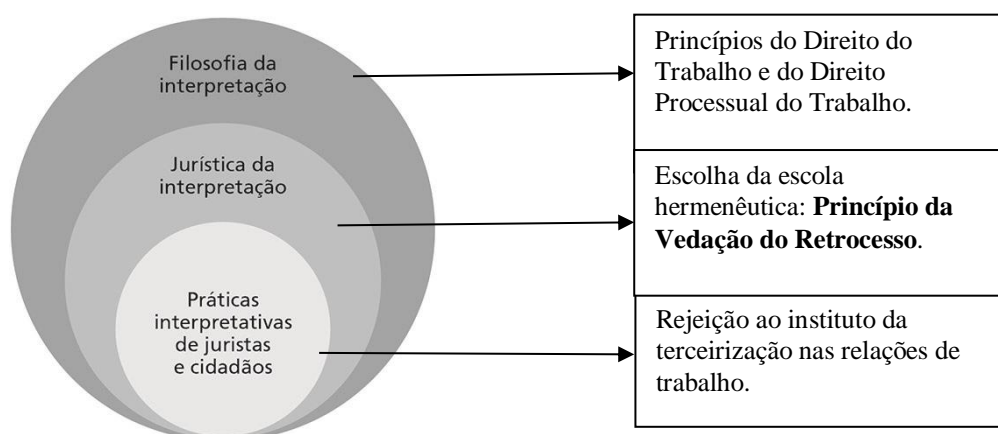 Filosofia da
interpretação
Jurística da
interpretação
Práticas
interpretativas
de juristas
e cidadãos
Princípios do Direito do
Trabalho e do Direito
Processual do Trabalho.
Escolha da escola
hermenêutica: Princípio da
Vedação do Retrocesso.
Rejeição ao instituto da
terceirização nas relações de
trabalho.